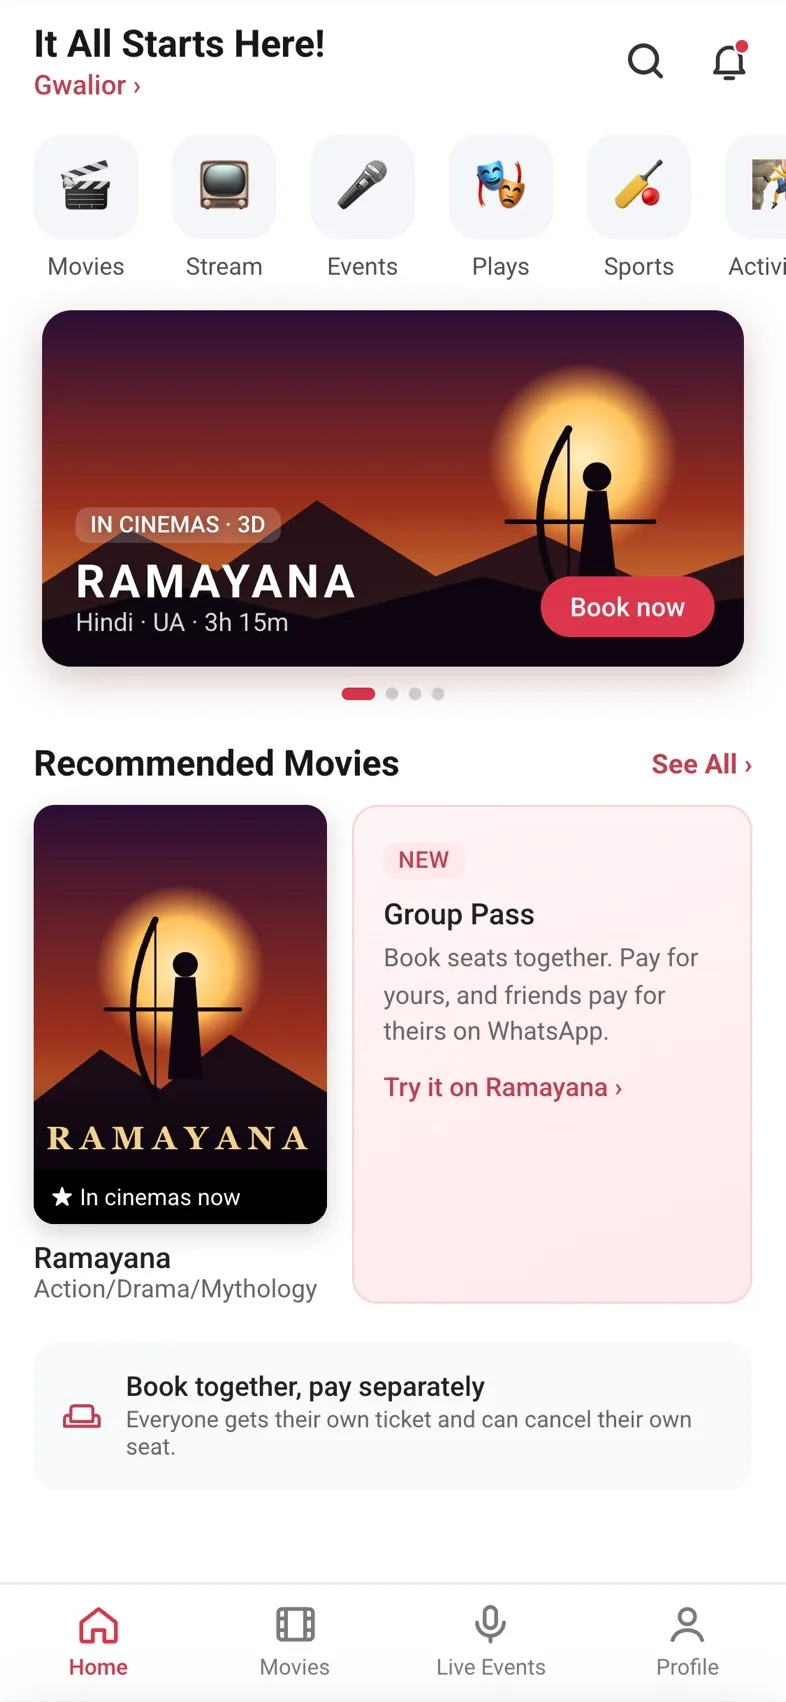 It All Starts Here!
Gwalior ›
Movies
Stream
Events
Plays
Sports
Activi
IN CINEMAS · 3D
RAMAYANA
Hindi · UA · 3h 15m
Book now
Recommended Movies
See All ›
RAMAYANA
★ In cinemas now
Ramayana
Action/Drama/Mythology
NEW
Group Pass
Book seats together. Pay for
yours, and friends pay for
theirs on WhatsApp.
Try it on Ramayana ›
Book together, pay separately
Everyone gets their own ticket and can cancel their own
seat.
Home
Movies
Live Events
Profile